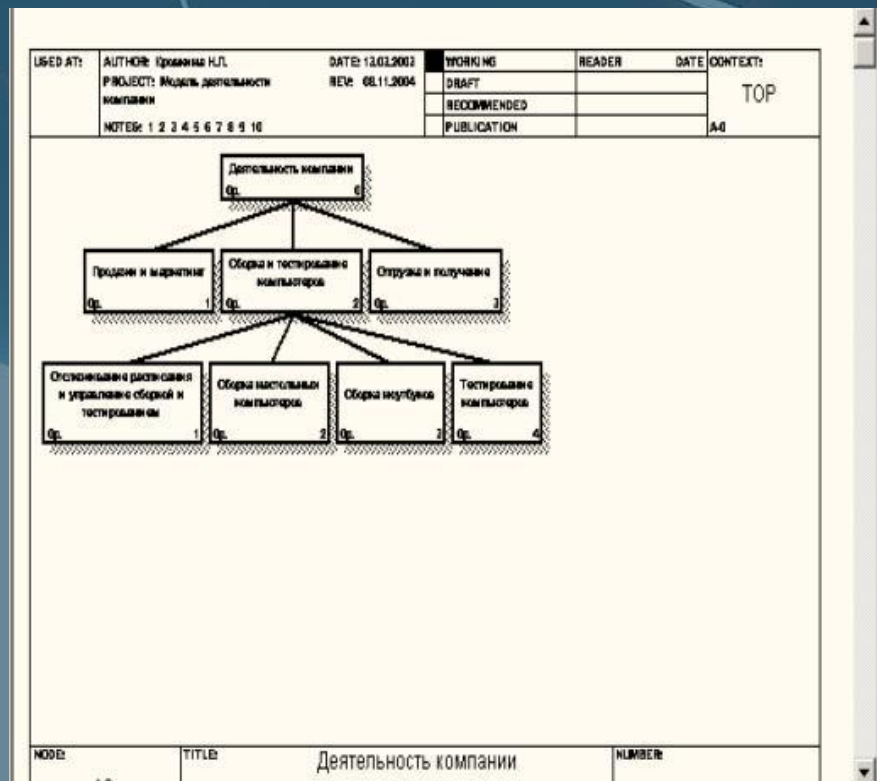 USED AT: AUTHOR: Кровкина Н.Л. DATE: 13.03.2003 WORKING READER DATE CONTEXT:
PROJECT: Модель деятельности REV: 08.11.2004 DRAFT
компании RECOMMENDED TOP
NOTES: 1 2 3 4 5 6 7 8 9 10 PUBLICATION A-0
Деятельность компании
0р. 0
Продажи и маркетинг
0р. 1
Сборка и тестирование
компьютеров
0р. 2
Отгрузка и получение
0р. 3
Отслеживание расписания
и управление сборкой и
тестированием
0р. 1
Сборка настольных
компьютеров
0р. 2
Сборка ноутбуков
0р. 3
Тестирование
компьютеров
0р. 4
NODE: TITLE: Деятельность компании NUMBER: